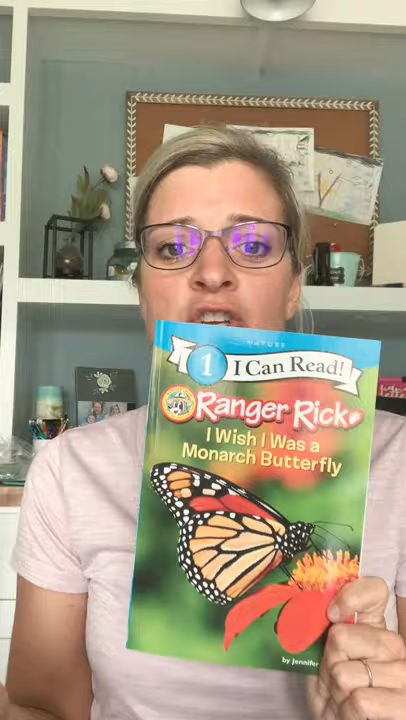 NATURE
1 I Can Read!
Ranger Rick
I Wish I Was a
Monarch Butterfly
by Jennifer